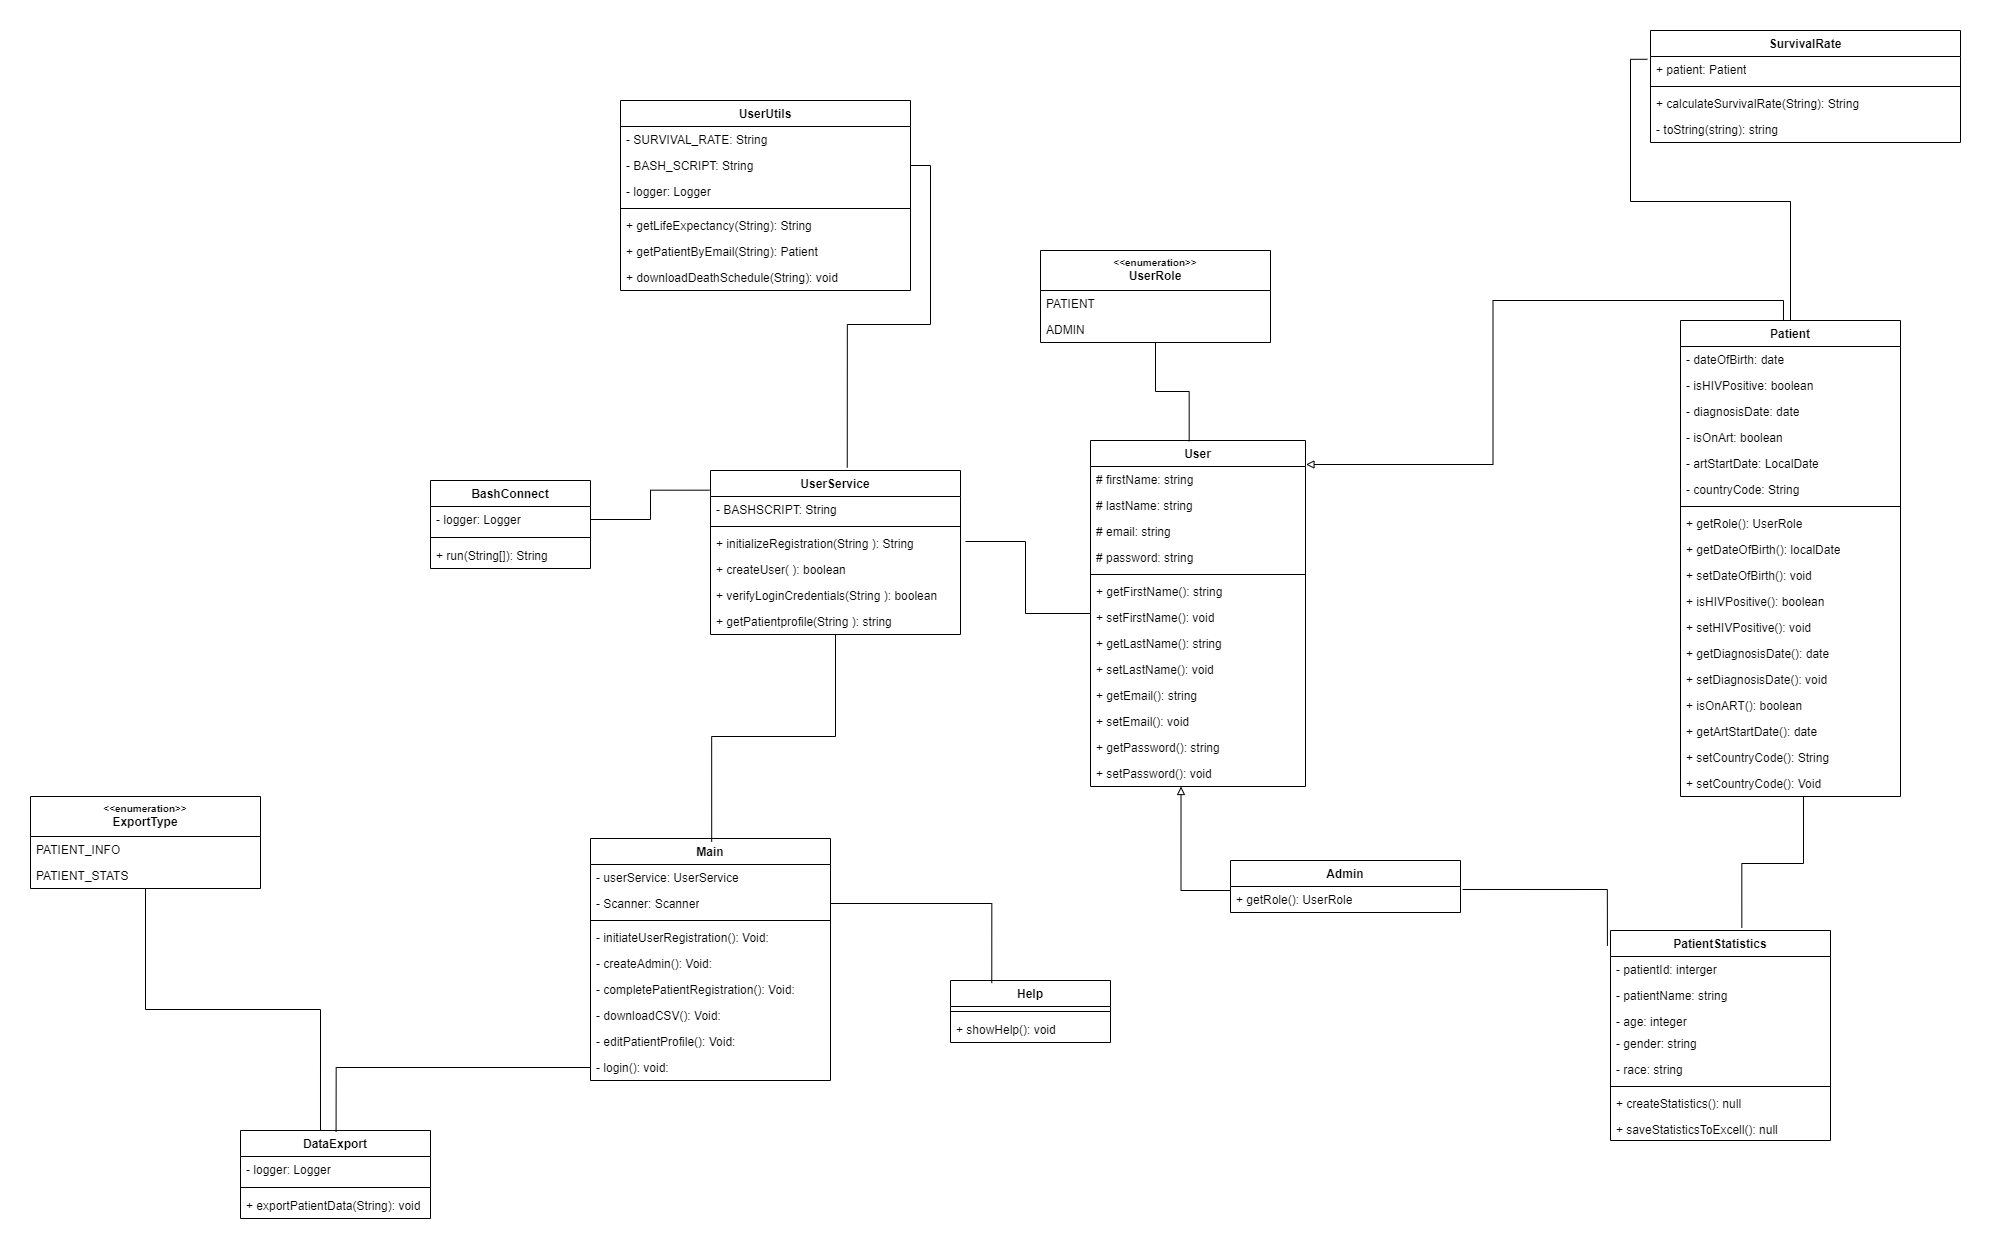 SurvivalRate
+ patient: Patient
+ calculateSurvivalRate(String): String
- toString(string): string
UserUtils
- SURVIVAL_RATE: String
- BASH_SCRIPT: String
- logger: Logger
+ getLifeExpectancy(String): String
+ getPatientByEmail(String): Patient
+ downloadDeathSchedule(String): void
<<enumeration>>
UserRole
PATIENT
ADMIN
Patient
- dateOfBirth: date
- isHIVPositive: boolean
- diagnosisDate: date
- isOnArt: boolean
- artStartDate: LocalDate
- countryCode: String
+ getRole(): UserRole
+ getDateOfBirth(): localDate
+ setDateOfBirth(): void
+ isHIVPositive(): boolean
+ setHIVPositive(): void
+ getDiagnosisDate(): date
+ setDiagnosisDate(): void
+ isOnART(): boolean
+ getArtStartDate(): date
+ setCountryCode(): String
+ setCountryCode(): Void
User
# firstName: string
# lastName: string
# email: string
# password: string
+ getFirstName(): string
+ setFirstName(): void
+ getLastName(): string
+ setLastName(): void
+ getEmail(): string
+ setEmail(): void
+ getPassword(): string
+ setPassword(): void
UserService
- BASHSCRIPT: String
+ initializeRegistration(String ): String
+ createUser( ): boolean
+ verifyLoginCredentials(String ): boolean
+ getPatientprofile(String ): string
BashConnect
- logger: Logger
+ run(String[]): String
<<enumeration>>
ExportType
PATIENT_INFO
PATIENT_STATS
Main
- userService: UserService
- Scanner: Scanner
- initiateUserRegistration(): Void:
- createAdmin(): Void:
- completePatientRegistration(): Void:
- downloadCSV(): Void:
- editPatientProfile(): Void:
- login(): void:
Admin
+ getRole(): UserRole
PatientStatistics
- patientId: interger
- patientName: string
- age: integer
- gender: string
- race: string
+ createStatistics(): null
+ saveStatisticsToExcell(): null
Help
+ showHelp(): void
DataExport
- logger: Logger
+ exportPatientData(String): void